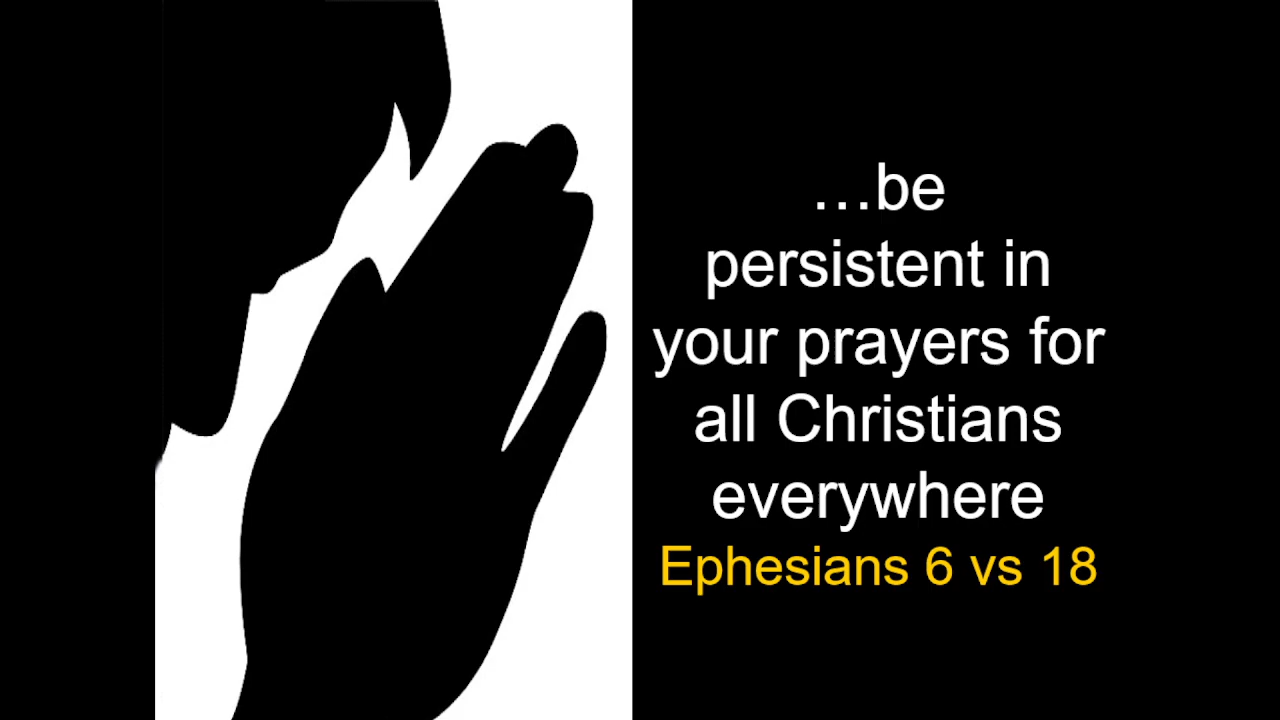 …be
persistent in
your prayers for
all Christians
everywhere
Ephesians 6 vs 18